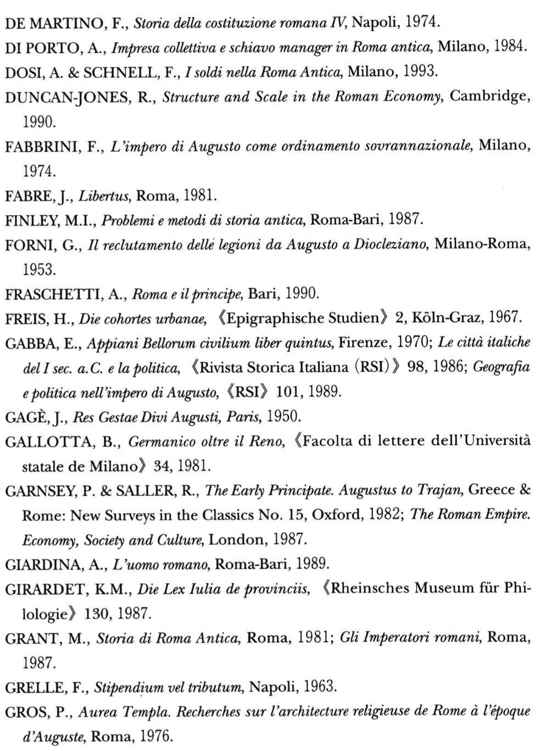 DE MARTINO, F., Storia della costituzione romana IV, Napoli, 1974.
DI PORTO, A., Impresa collettiva e schiavo manager in Roma antica, Milano, 1984.
DOSI, A. & SCHNELL, F., I soldi nella Roma Antica, Milano, 1993.
DUNCAN-JONES, R., Structure and Scale in the Roman Economy, Cambridge,
1990.
FABBRINI, F., L'impero di Augusto come ordinamento sovrannazionale, Milano,
1974.
FABRE, J., Libertus, Roma, 1981.
FINLEY, M.I., Problemi e metodi di storia antica, Roma-Bari, 1987.
FORNI, G., Il reclutamento delle legioni da Augusto a Diocleziano, Milano-Roma,
1953.
FRASCHETTI, A., Roma e il principe, Bari, 1990.
FREIS, H., Die cohortes urbanae, 《Epigraphische Studien》 2, Köln-Graz, 1967.
GABBA, E., Appiani Bellorum civilium liber quintus, Firenze, 1970; Le città italiche
del I sec. a.C. e la politica, 《Rivista Storica Italiana (RSI)》 98, 1986; Geografia
e politica nell'impero di Augusto, 《RSI》 101, 1989.
GAGÈ, J., Res Gestae Divi Augusti, Paris, 1950.
GALLOTTA, B., Germanico oltre il Reno, 《Facolta di lettere dell'Università
statale de Milano》 34, 1981.
GARNSEY, P. & SALLER, R., The Early Principate. Augustus to Trajan, Greece &
Rome: New Surveys in the Classics No. 15, Oxford, 1982; The Roman Empire.
Economy, Society and Culture, London, 1987.
GIARDINA, A., L'uomo romano, Roma-Bari, 1989.
GIRARDET, K.M., Die Lex Iulia de provinciis, 《Rheinsches Museum für Phi-
lologie》 130, 1987.
GRANT, M., Storia di Roma Antica, Roma, 1981; Gli Imperatori romani, Roma,
1987.
GRELLE, F., Stipendium vel tributum, Napoli, 1963.
GROS, P., Aurea Templa. Recherches sur l'architecture religieuse de Rome à l'époque
d'Auguste, Roma, 1976.